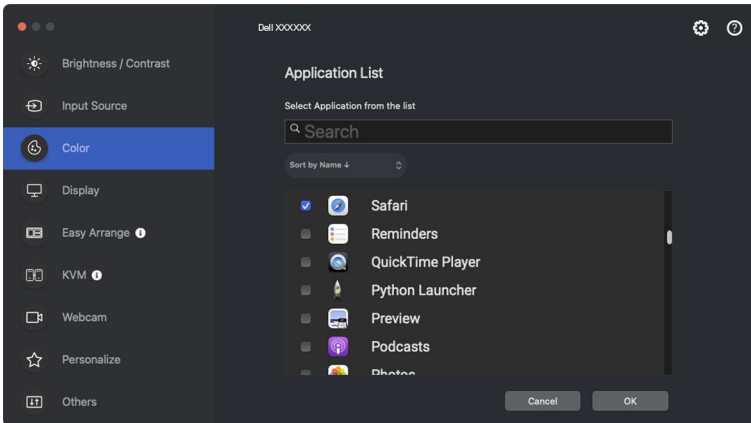 Dell XXXXXX
Brightness / Contrast
Input Source
Color
Display
Easy Arrange
KVM
Webcam
Personalize
Others
Application List
Select Application from the list
Search
Sort by Name ↓
Safari
Reminders
QuickTime Player
Python Launcher
Preview
Podcasts
Photos
Cancel
OK